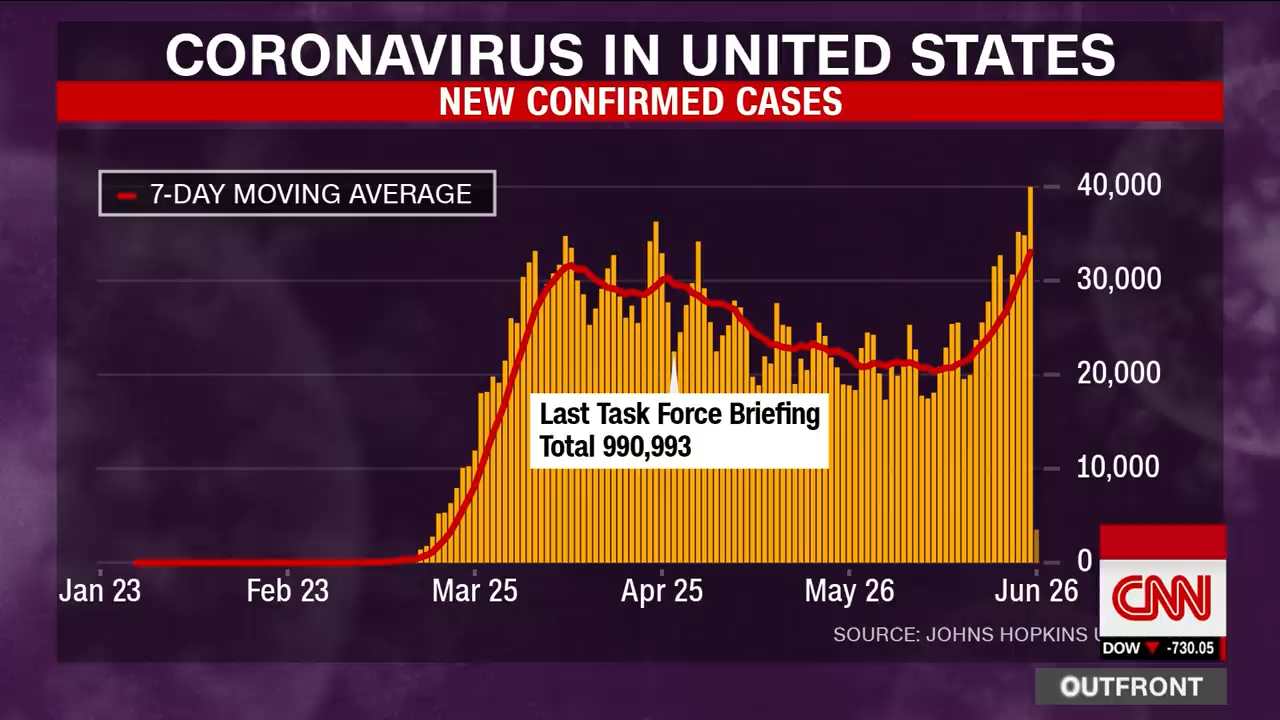 CORONAVIRUS IN UNITED STATES
NEW CONFIRMED CASES
7-DAY MOVING AVERAGE
40,000
30,000
20,000
Last Task Force Briefing
Total 990,993
10,000
0
Jan 23 Feb 23 Mar 25 Apr 25 May 26 Jun 26
SOURCE: JOHNS HOPKINS
CNN
DOW -730.05
OUTFRONT